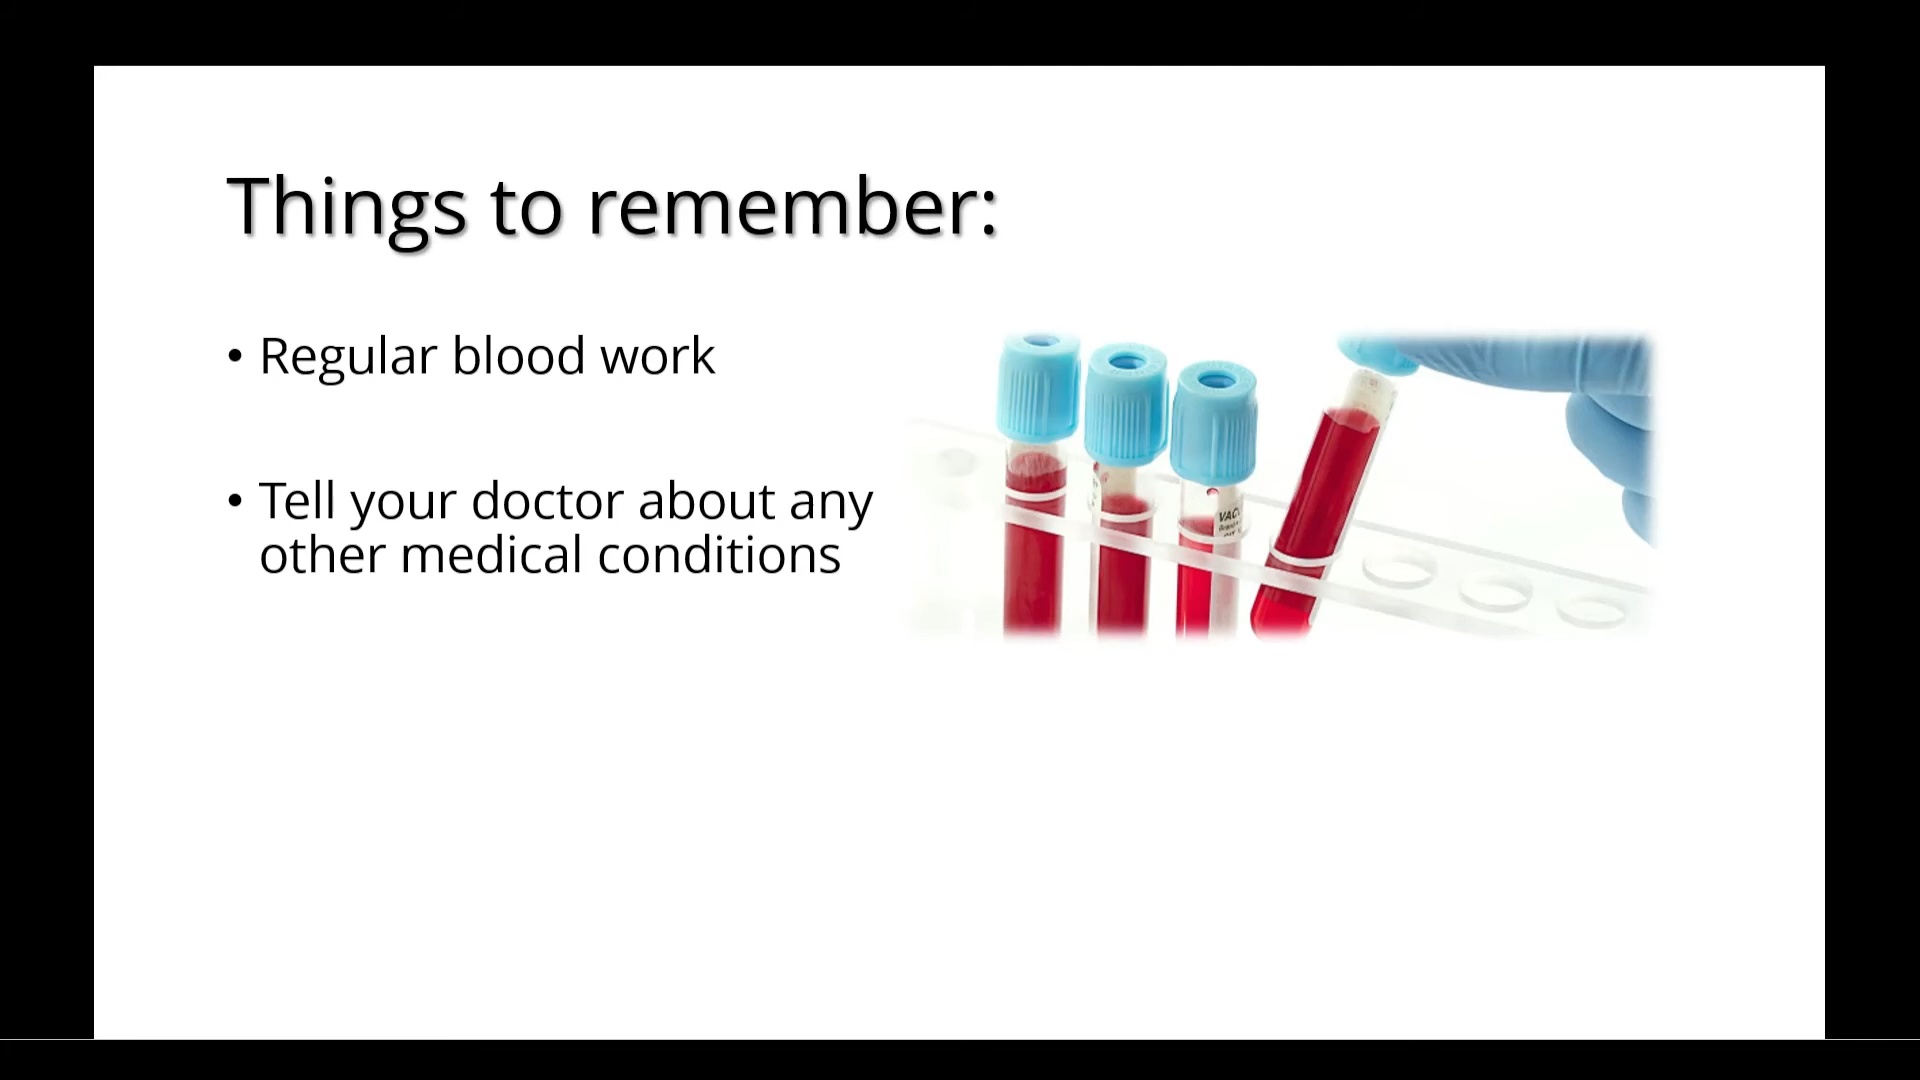 Things to remember:
• Regular blood work
• Tell your doctor about any
other medical conditions